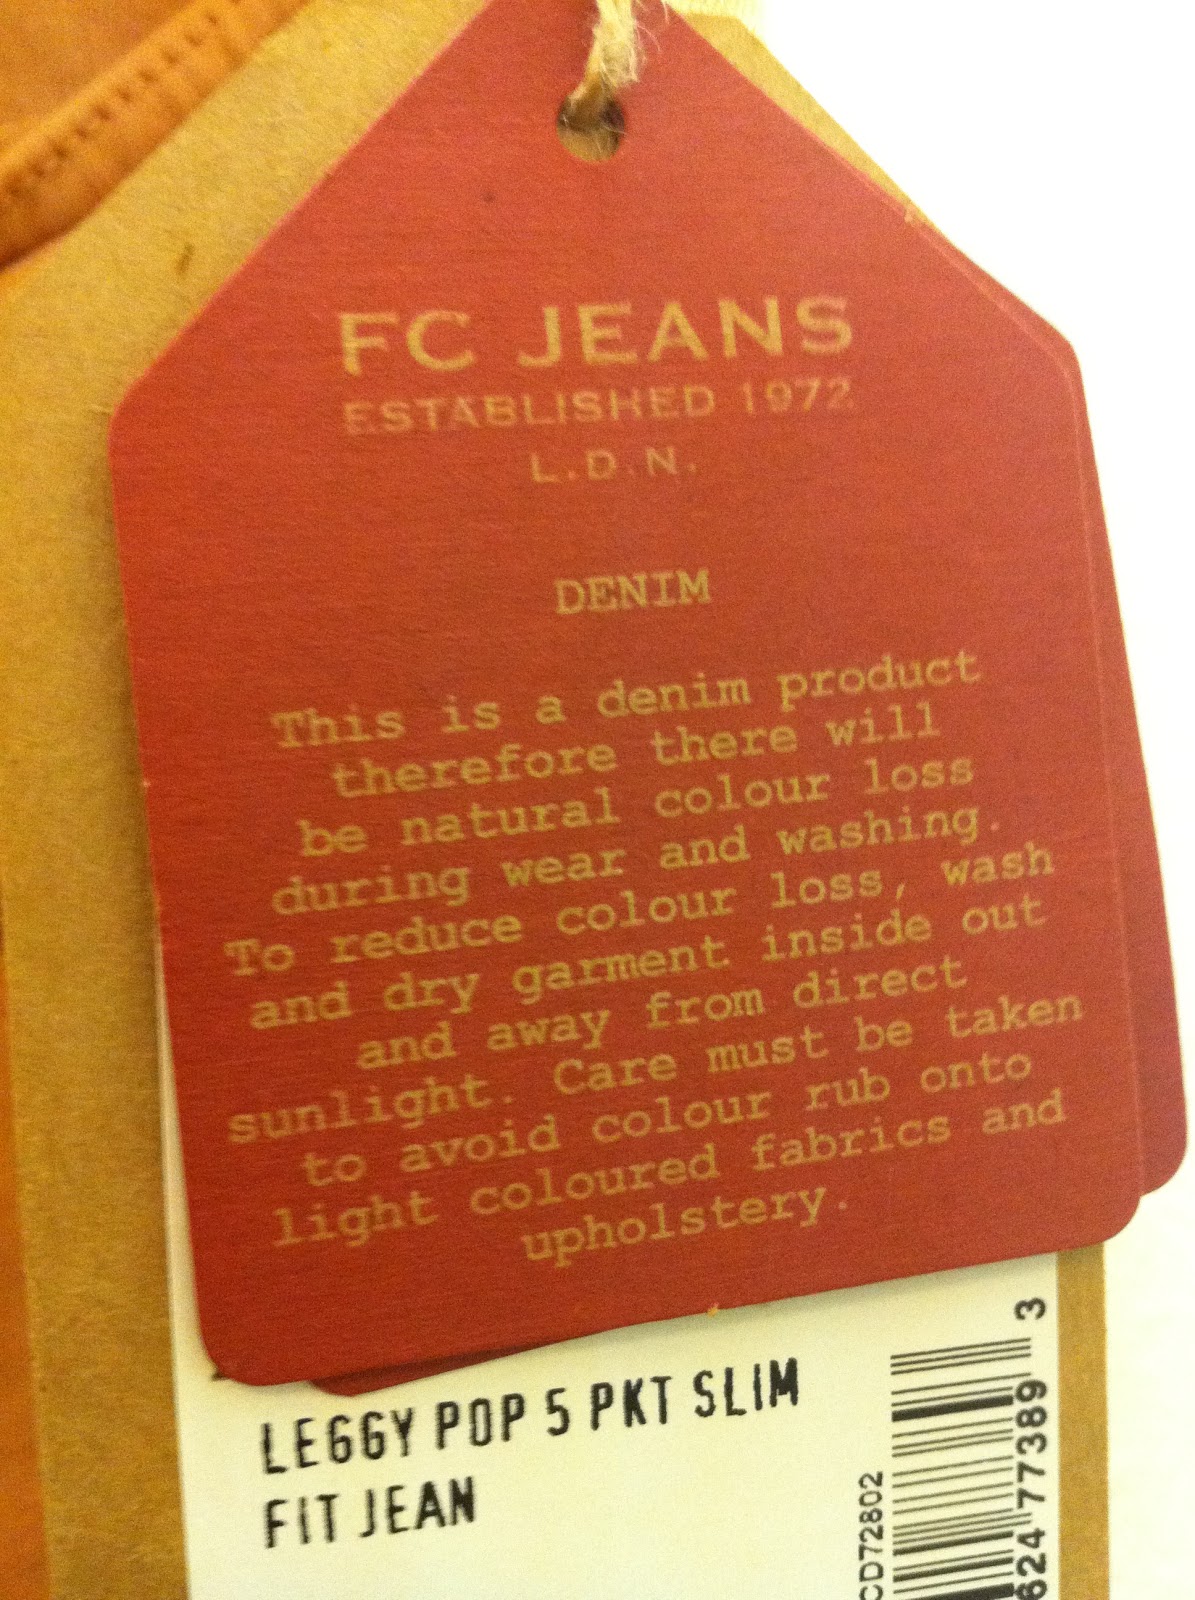 FC JEANS
ESTABLISHED 1972
L.D.N.
DENIM
This is a denim product
therefore there will
be natural colour loss
during wear and washing.
To reduce colour loss, wash
and dry garment inside out
and away from direct
sunlight. Care must be taken
to avoid colour rub onto
light coloured fabrics and
upholstery.
LEGGY POP 5 PKT SLIM
FIT JEAN
CD72802
624 77389 3